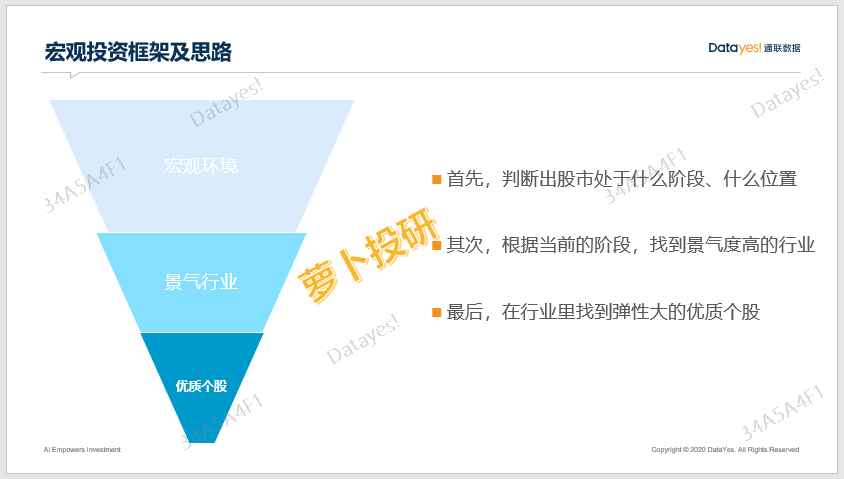 宏观投资框架及思路
Datayes!通联数据
宏观环境
景气行业
优质个股
■ 首先，判断出股市处于什么阶段、什么位置
■ 其次，根据当前的阶段，找到景气度高的行业
■ 最后，在行业里找到弹性大的优质个股
萝卜投研
Datayes!
Datayes!
34A5A4F1
34A5A4F1
Datayes!
34A5A4F1
34A5A4F1
AI Empowers Investment
Copyright © 2020 DataYes. All Rights Reserved